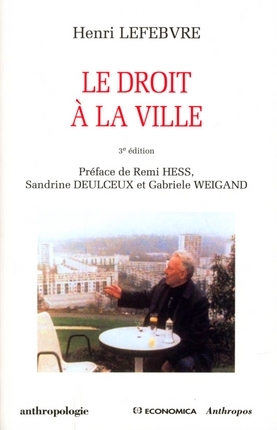 Henri LEFEBVRE
LE DROIT
À LA VILLE
3e édition
Préface de Remi HESS,
Sandrine DEULCEUX et Gabriele WEIGAND
anthropologie
ECONOMICA
Anthropos